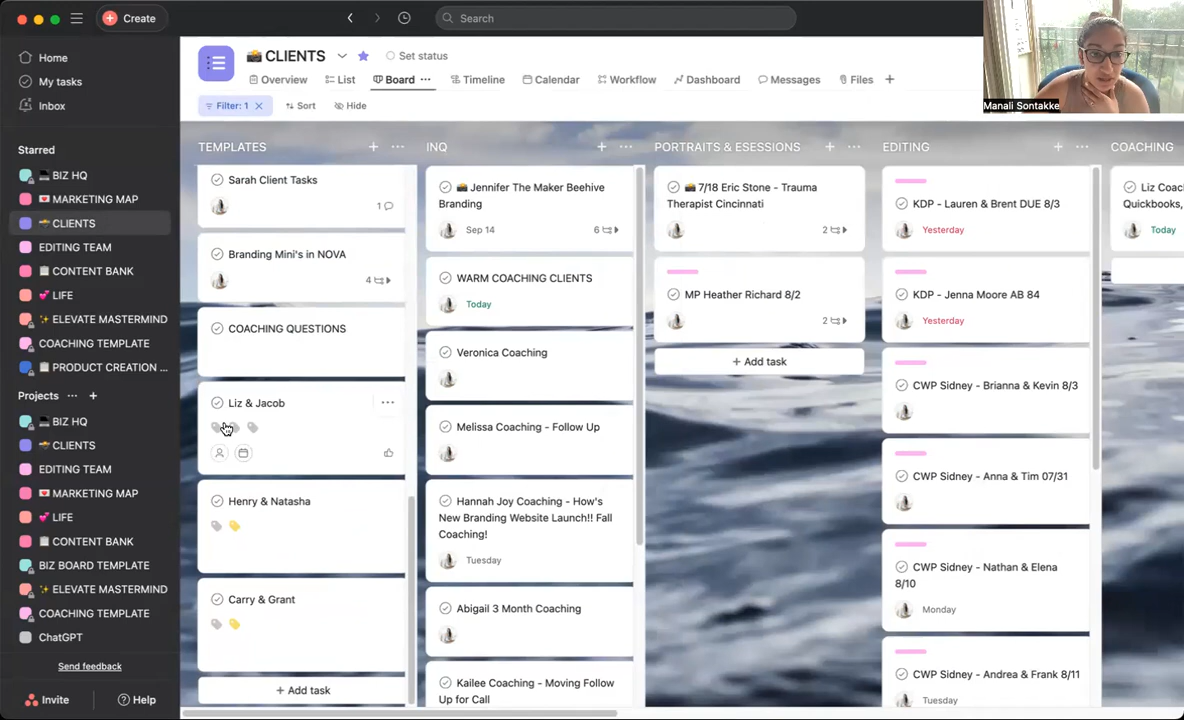 Create
Search
Home
My tasks
Inbox
Starred
BIZ HQ
MARKETING MAP
CLIENTS
EDITING TEAM
CONTENT BANK
LIFE
ELEVATE MASTERMIND
COACHING TEMPLATE
PRODUCT CREATION ...
Projects
BIZ HQ
CLIENTS
EDITING TEAM
MARKETING MAP
LIFE
CONTENT BANK
BIZ BOARD TEMPLATE
ELEVATE MASTERMIND
COACHING TEMPLATE
ChatGPT
Send feedback
Invite
Help
CLIENTS
Set status
Overview
List
Board
Timeline
Calendar
Workflow
Dashboard
Messages
Files
Filter: 1
Sort
Hide
Manali Sontakke
TEMPLATES
Sarah Client Tasks
1
Branding Mini's in NOVA
4
COACHING QUESTIONS
Liz & Jacob
Henry & Natasha
Carry & Grant
+ Add task
INQ
Jennifer The Maker Beehive
Branding
Sep 14
6
WARM COACHING CLIENTS
Today
Veronica Coaching
Melissa Coaching - Follow Up
Hannah Joy Coaching - How's
New Branding Website Launch!! Fall
Coaching!
Tuesday
Abigail 3 Month Coaching
Kailee Coaching - Moving Follow
Up for Call
PORTRAITS & ESESSIONS
7/18 Eric Stone - Trauma
Therapist Cincinnati
2
MP Heather Richard 8/2
2
+ Add task
EDITING
KDP - Lauren & Brent DUE 8/3
Yesterday
KDP - Jenna Moore AB 84
Yesterday
CWP Sidney - Brianna & Kevin 8/3
CWP Sidney - Anna & Tim 07/31
CWP Sidney - Nathan & Elena
8/10
Monday
CWP Sidney - Andrea & Frank 8/11
Tuesday
COACHING
Liz Coac
Quickbooks,
Today